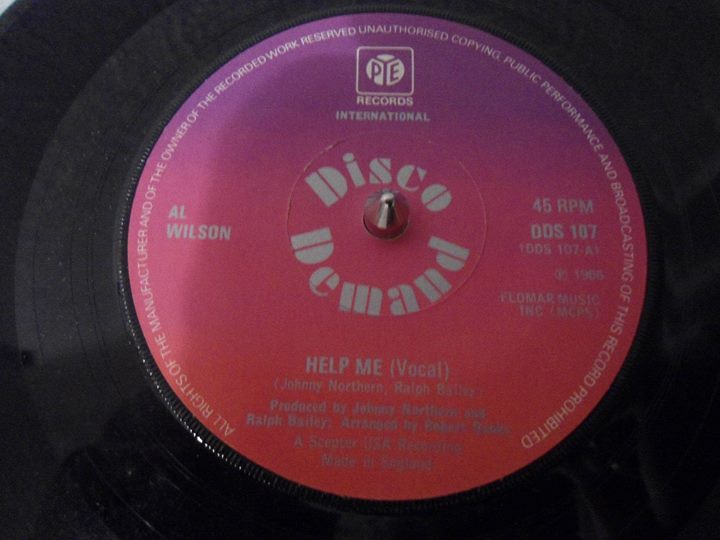 ALL RIGHTS OF THE MANUFACTURER AND OF THE OWNER OF THE RECORDED WORK RESERVED UNAUTHORISED COPYING, PUBLIC PERFORMANCE AND BROADCASTING OF THIS RECORD PROHIBITED
PYE
RECORDS
INTERNATIONAL
Disco
Demand
AL
WILSON
45 RPM
DDS 107
(DDS 107-A)
℗ 1966
FLOMAR MUSIC
INC (MCPS)
HELP ME (Vocal)
(Johnny Northern, Ralph Bailey)
Produced by Johnny Northern and
Ralph Bailey; Arranged by Robert
A Scepter USA Recording
Made in England